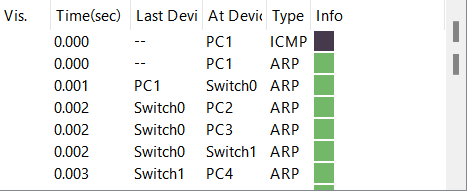 Vis. Time(sec) Last Devi At Devic Type Info
0.000 -- PC1 ICMP
0.000 -- PC1 ARP
0.001 PC1 Switch0 ARP
0.002 Switch0 PC2 ARP
0.002 Switch0 PC3 ARP
0.002 Switch0 Switch1 ARP
0.003 Switch1 PC4 ARP